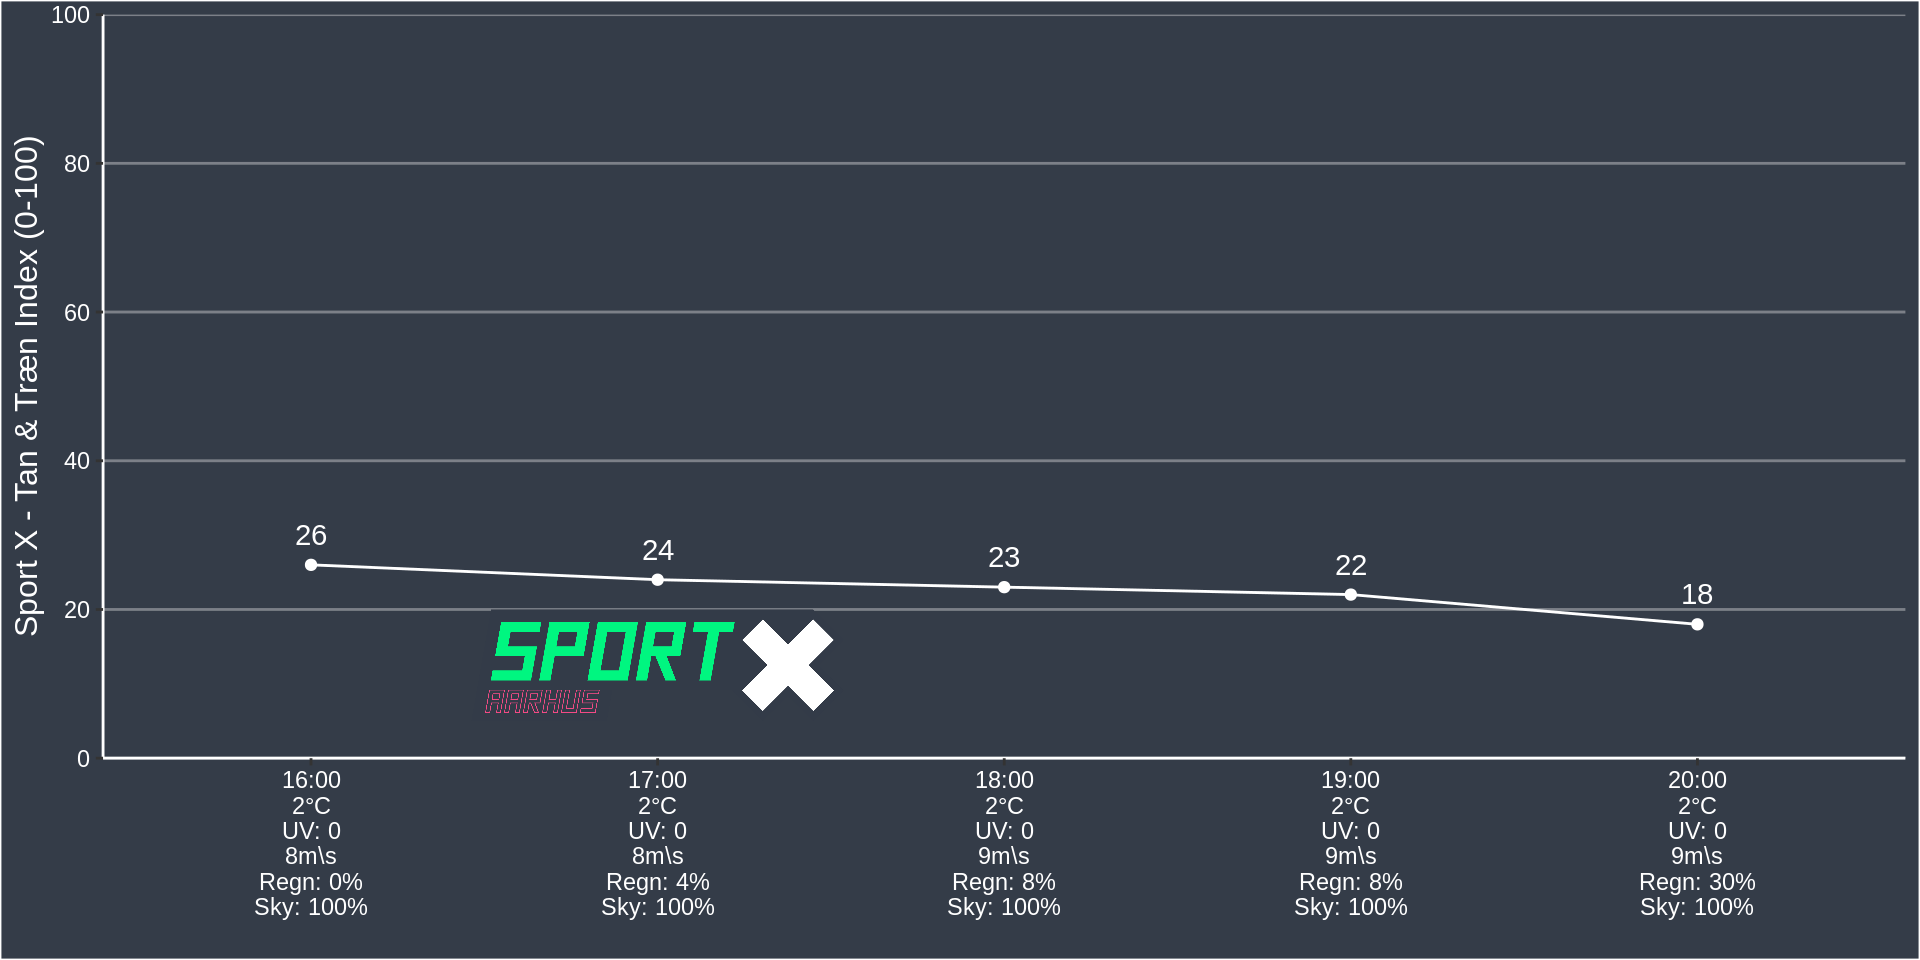 Sport X - Tan & Træn Index (0-100)
100
80
60
40
20
0
26
24
23
22
18
SPORT X
AARHUS
16:00 17:00 18:00 19:00 20:00
2°C 2°C 2°C 2°C 2°C
UV: 0 UV: 0 UV: 0 UV: 0 UV: 0
8m\s 8m\s 9m\s 9m\s 9m\s
Regn: 0% Regn: 4% Regn: 8% Regn: 8% Regn: 30%
Sky: 100% Sky: 100% Sky: 100% Sky: 100% Sky: 100%